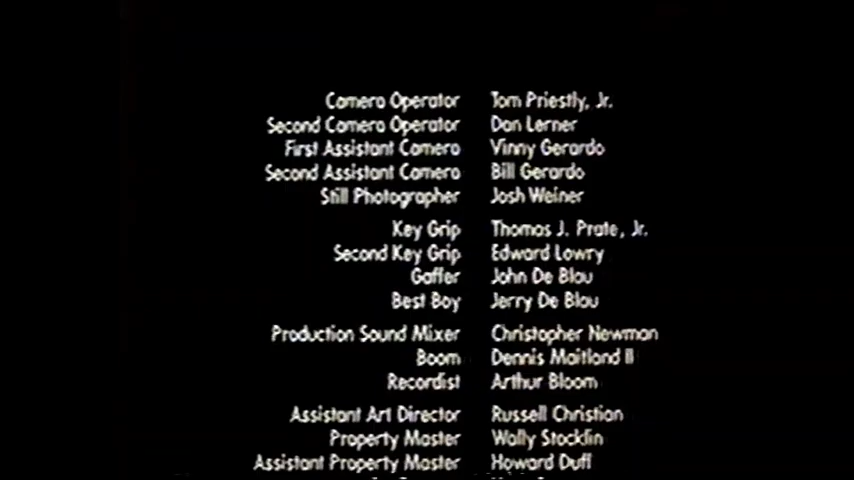 Camera Operator Tom Priestly, Jr.
Second Camera Operator Dan Lerner
First Assistant Camera Vinny Gerardo
Second Assistant Camera Bill Gerardo
Still Photographer Josh Weiner
Key Grip Thomas J. Prate, Jr.
Second Key Grip Edward Lowry
Gaffer John De Blau
Best Boy Jerry De Blau
Production Sound Mixer Christopher Newman
Boom Dennis Maitland II
Recordist Arthur Bloom
Assistant Art Director Russell Christian
Property Master Wally Stocklin
Assistant Property Master Howard Duff